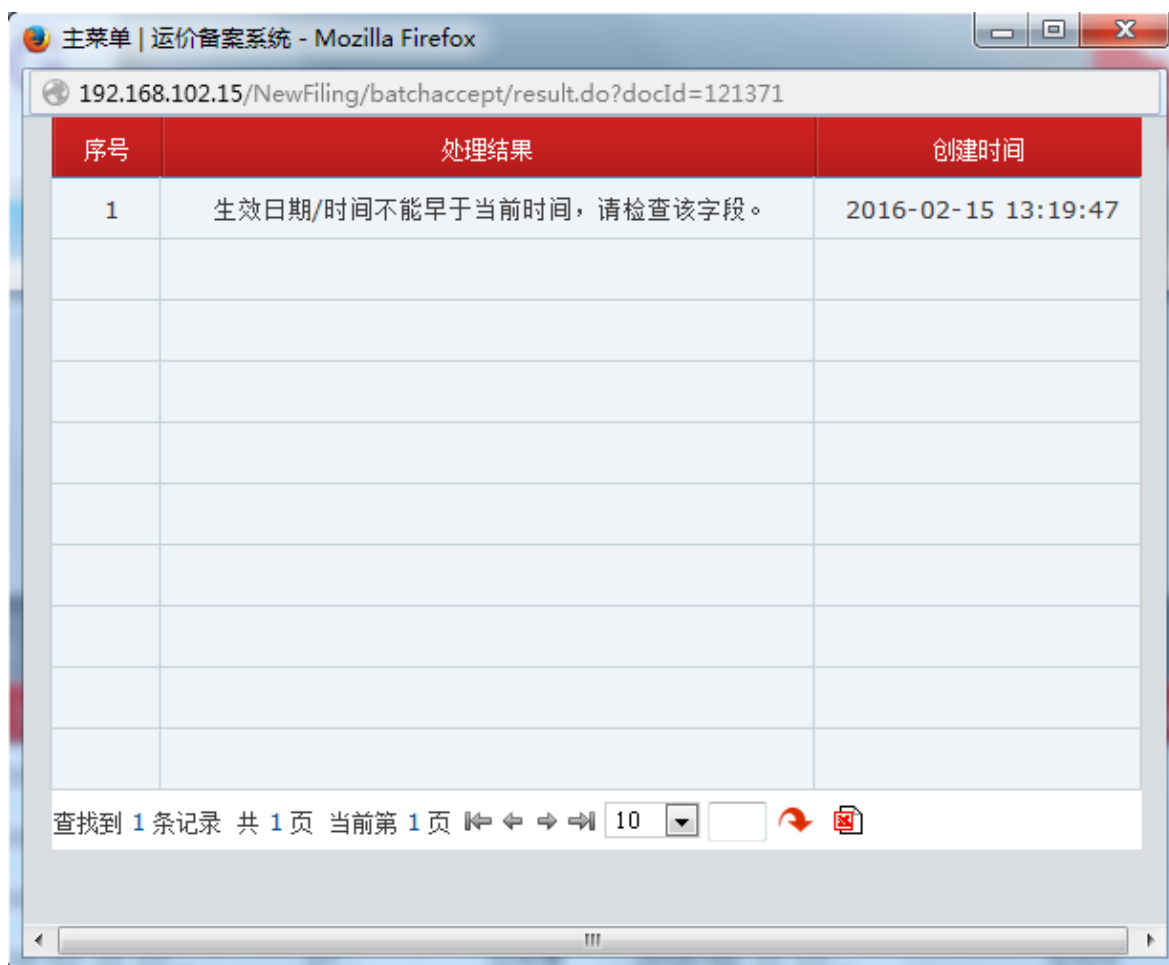 主菜单 | 运价备案系统 - Mozilla Firefox
192.168.102.15/NewFiling/batchaccept/result.do?docId=121371
序号 处理结果 创建时间
1 生效日期/时间不能早于当前时间，请检查该字段。 2016-02-15 13:19:47
查找到 1 条记录 共 1 页 当前第 1 页 10